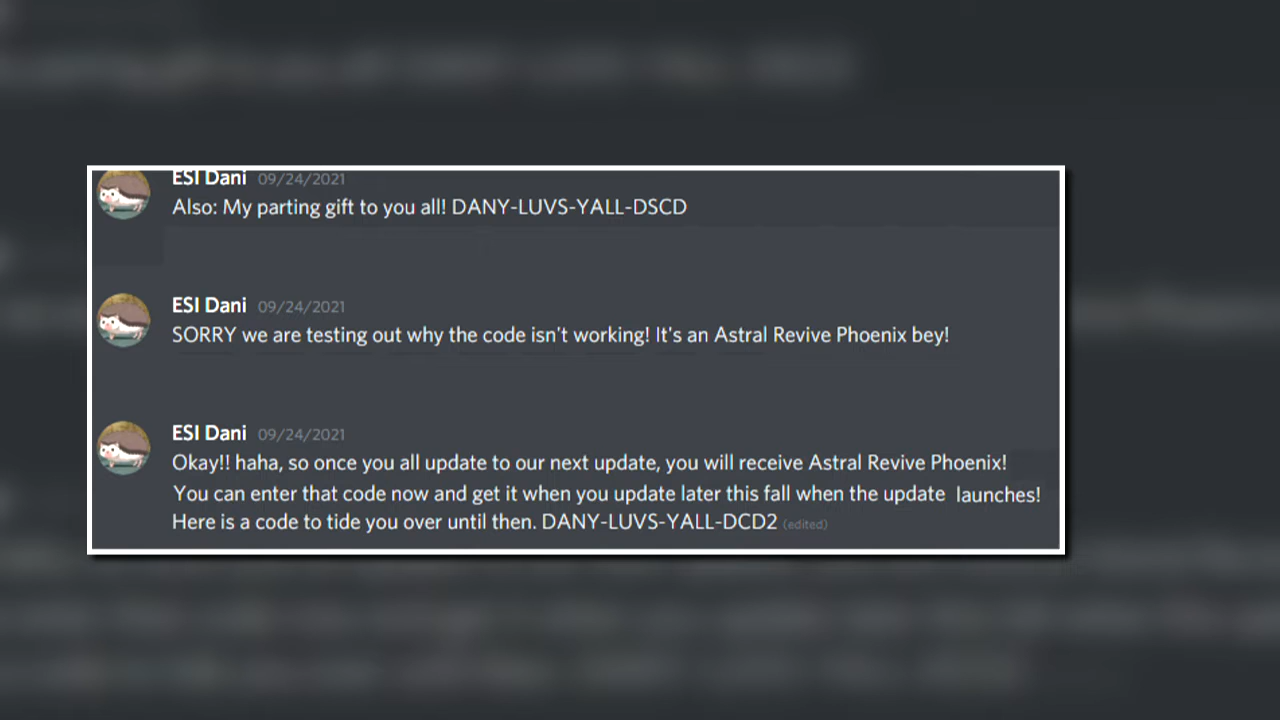 ESI Dani 09/24/2021
Also: My parting gift to you all! DANY-LUVS-YALL-DSCD
ESI Dani 09/24/2021
SORRY we are testing out why the code isn't working! It's an Astral Revive Phoenix bey!
ESI Dani 09/24/2021
Okay!! haha, so once you all update to our next update, you will receive Astral Revive Phoenix!
You can enter that code now and get it when you update later this fall when the update launches!
Here is a code to tide you over until then. DANY-LUVS-YALL-DCD2 (edited)